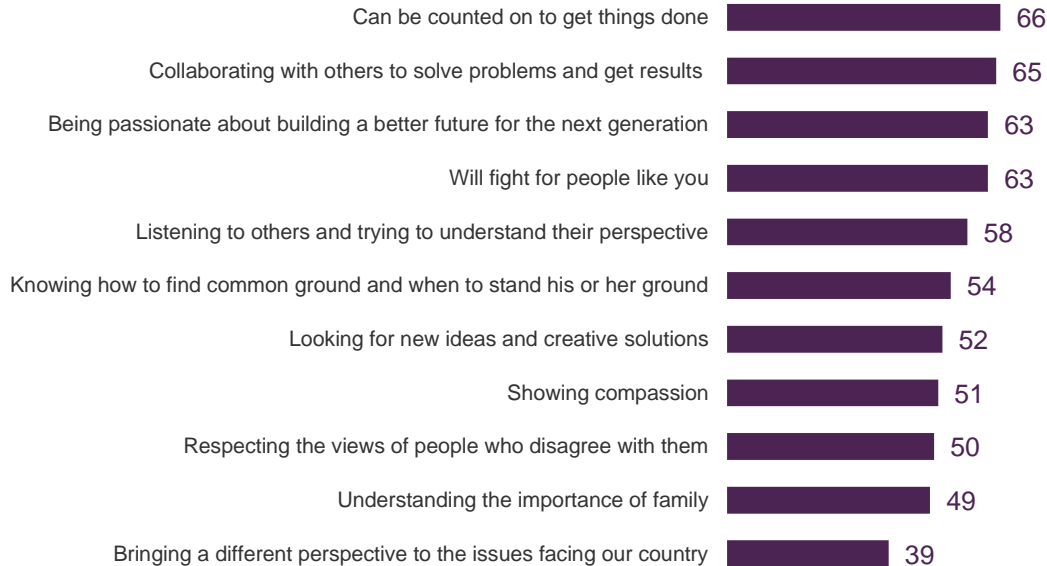 Can be counted on to get things done 66
Collaborating with others to solve problems and get results 65
Being passionate about building a better future for the next generation 63
Will fight for people like you 63
Listening to others and trying to understand their perspective 58
Knowing how to find common ground and when to stand his or her ground 54
Looking for new ideas and creative solutions 52
Showing compassion 51
Respecting the views of people who disagree with them 50
Understanding the importance of family 49
Bringing a different perspective to the issues facing our country 39